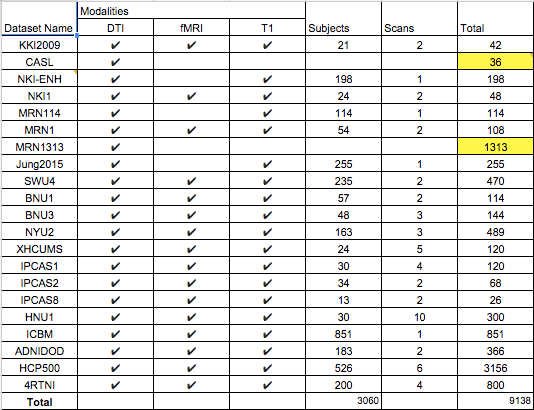 Modalities
Dataset Name DTI fMRI T1 Subjects Scans Total
KKI2009 ✔ ✔ ✔ 21 2 42
CASL ✔ 36
NKI-ENH ✔ ✔ 198 1 198
NKI1 ✔ ✔ ✔ 24 2 48
MRN114 ✔ ✔ 114 1 114
MRN1 ✔ ✔ ✔ 54 2 108
MRN1313 ✔ 1313
Jung2015 ✔ ✔ 255 1 255
SWU4 ✔ ✔ ✔ 235 2 470
BNU1 ✔ ✔ ✔ 57 2 114
BNU3 ✔ ✔ ✔ 48 3 144
NYU2 ✔ ✔ ✔ 163 3 489
XHCUMS ✔ ✔ ✔ 24 5 120
IPCAS1 ✔ ✔ ✔ 30 4 120
IPCAS2 ✔ ✔ ✔ 34 2 68
IPCAS8 ✔ ✔ ✔ 13 2 26
HNU1 ✔ ✔ ✔ 30 10 300
ICBM ✔ ✔ ✔ 851 1 851
ADNIDOD ✔ ✔ ✔ 183 2 366
HCP500 ✔ ✔ ✔ 526 6 3156
4RTNI ✔ ✔ ✔ 200 4 800
Total 3060 9138